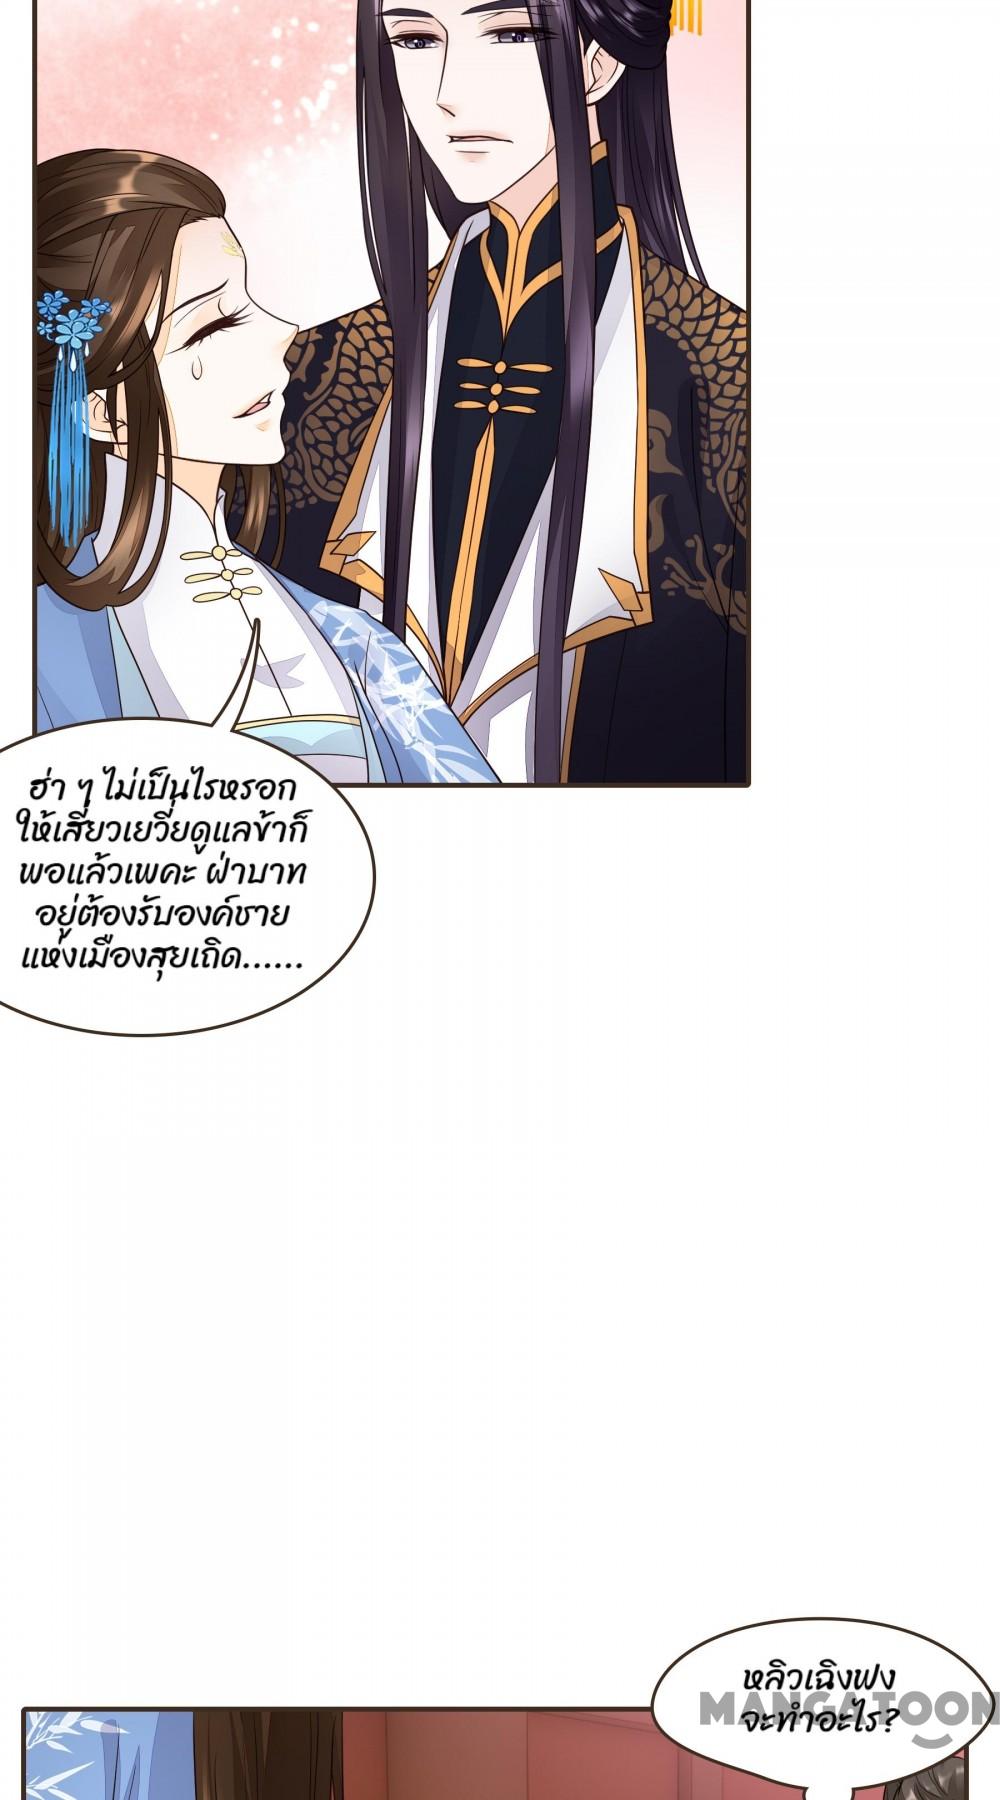 ฮ่า ๆ ไม่เป็นไรหรอก
ให้เสี่ยวเยวี่ยดูแลข้าก็
พอแล้วเพคะ ฝ่าบาท
อยู่ต้องรับองค์ชาย
แห่งเมืองสุยเถิด......
หลิวเฉิงฟง
จะทำอะไร?
MANGATOON